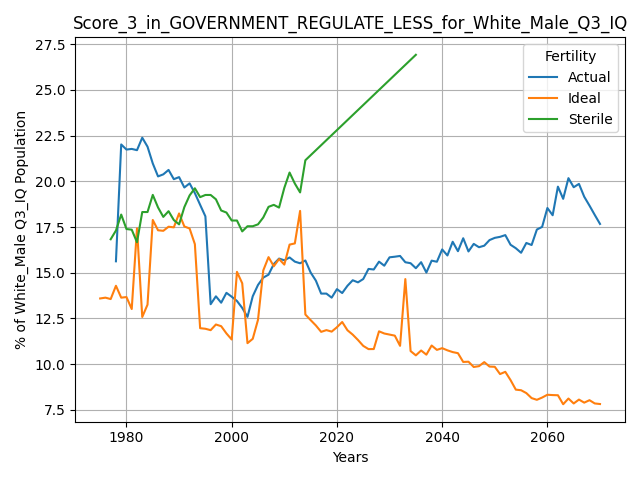 Score_3_in_GOVERNMENT_REGULATE_LESS_for_White_Male_Q3_IQ
% of White_Male Q3_IQ Population
27.5
25.0
22.5
20.0
17.5
15.0
12.5
10.0
7.5
Fertility
Actual
Ideal
Sterile
1980
2000
2020
2040
2060
Years